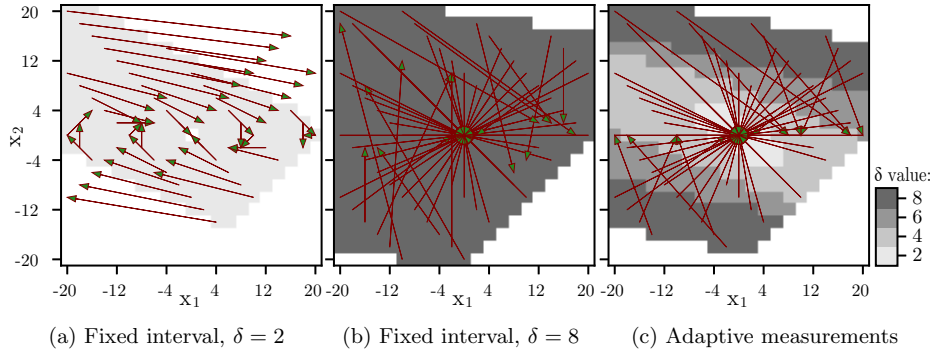 20
12
4
-4
-12
-20
x2
-20 -12 -4 4 12 20
x1
-20 -12 -4 4 12 20
x1
-20 -12 -4 4 12 20
x1
δ value:
8
6
4
2
(a) Fixed interval, δ = 2
(b) Fixed interval, δ = 8
(c) Adaptive measurements